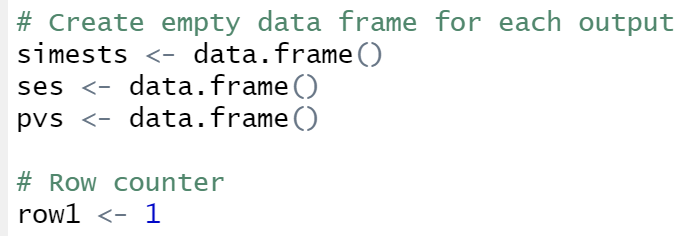 # Create empty data frame for each output
simests <- data.frame()
ses <- data.frame()
pvs <- data.frame()
# Row counter
row1 <- 1